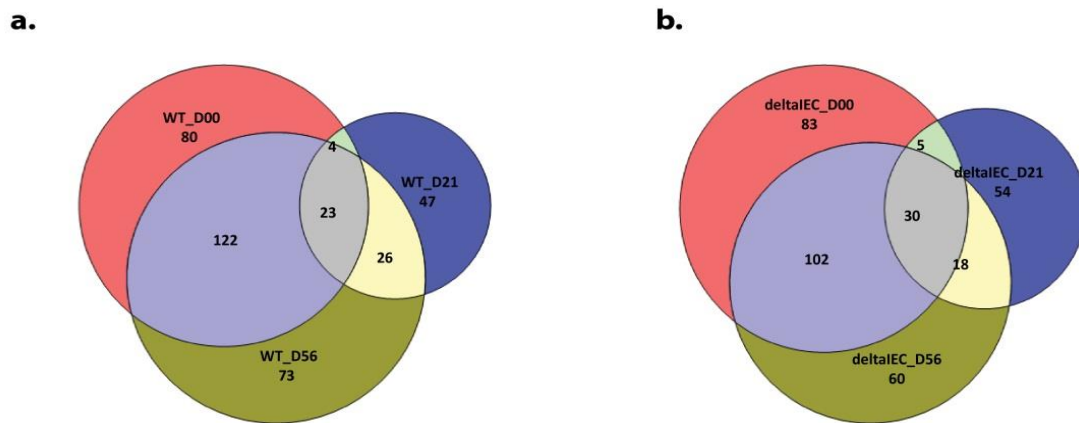 a.
WT_D00
80
4
WT_D21
47
23
122
26
WT_D56
73
b.
deltaIEC_D00
83
5
deltaIEC_D21
54
30
102
18
deltaIEC_D56
60